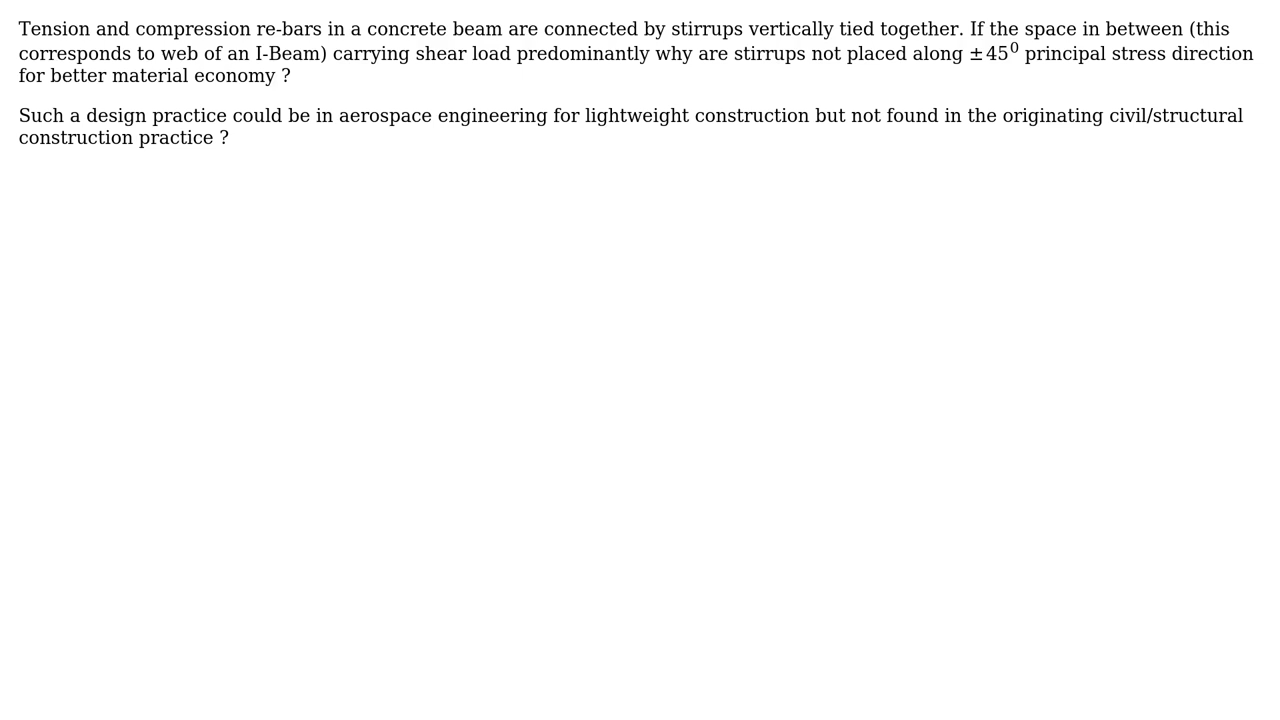 Tension and compression re-bars in a concrete beam are connected by stirrups vertically tied together. If the space in between (this
corresponds to web of an I-Beam) carrying shear load predominantly why are stirrups not placed along ±45⁰ principal stress direction
for better material economy ?
Such a design practice could be in aerospace engineering for lightweight construction but not found in the originating civil/structural
construction practice ?